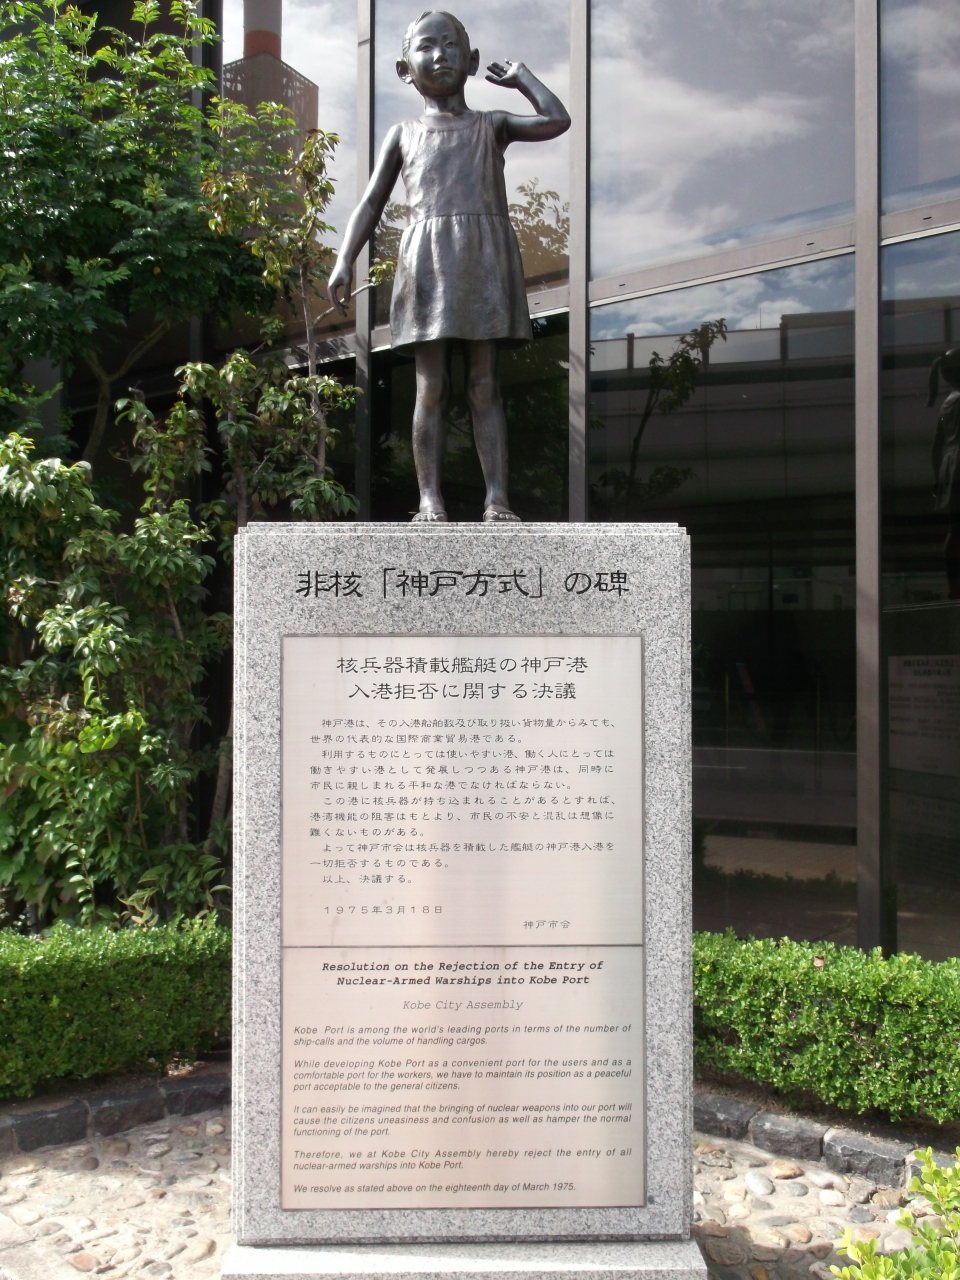 非核「神戸方式」の碑
核兵器積載艦艇の神戸港
入港拒否に関する決議
神戸港は、その入港船舶数及び取り扱い貨物量からみても、
世界の代表的な国際商業貿易港である。
利用するものにとっては使いやすい港、働く人にとっては
働きやすい港として発展しつつある神戸港は、同時に
市民に親しまれる平和な港でなければならない。
この港に核兵器が持ち込まれることがあるとすれば、
港湾機能の阻害はもとより、市民の不安と混乱は想像に
難くないものがある。
よって神戸市会は核兵器を積載した艦艇の神戸港入港を
一切拒否するものである。
以上、決議する。
1975年3月18日
神戸市会
Resolution on the Rejection of the Entry of
Nuclear-Armed Warships into Kobe Port
Kobe City Assembly
Kobe Port is among the world's leading ports in terms of the number of
ship-calls and the volume of handling cargos.
While developing Kobe Port as a convenient port for the users and as a
comfortable port for the workers, we have to maintain its position as a peaceful
port acceptable to the general citizens.
It can easily be imagined that the bringing of nuclear weapons into our port will
cause the citizens uneasiness and confusion as well as hamper the normal
functioning of the port.
Therefore, we at Kobe City Assembly hereby reject the entry of all
nuclear-armed warships into Kobe Port.
We resolve as stated above on the eighteenth day of March 1975.